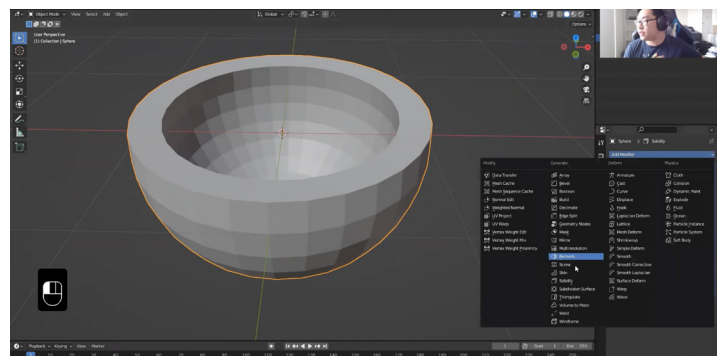 Object Mode View Select Add Object Global
Options
User Perspective
(1) Collection | Sphere
Sphere Solidify
Add Modifier
Modify Generate Deform Physics
Data Transfer Array Armature Cloth
Mesh Cache Bevel Cast Collision
Mesh Sequence Cache Boolean Curve Dynamic Paint
Normal Edit Build Displace Explode
Weighted Normal Decimate Hook Fluid
UV Project Edge Split Laplacian Deform Ocean
UV Warp Geometry Nodes Lattice Particle Instance
Vertex Weight Edit Mask Mesh Deform Particle System
Vertex Weight Mix Mirror Shrinkwrap Soft Body
Vertex Weight Proximity Multiresolution Simple Deform
Remesh Smooth
Screw Smooth Corrective
Skin Smooth Laplacian
Solidify Surface Deform
Subdivision Surface Warp
Triangulate Wave
Volume to Mesh
Weld
Wireframe
Playback Keying View Marker 1 Start 1 End 250